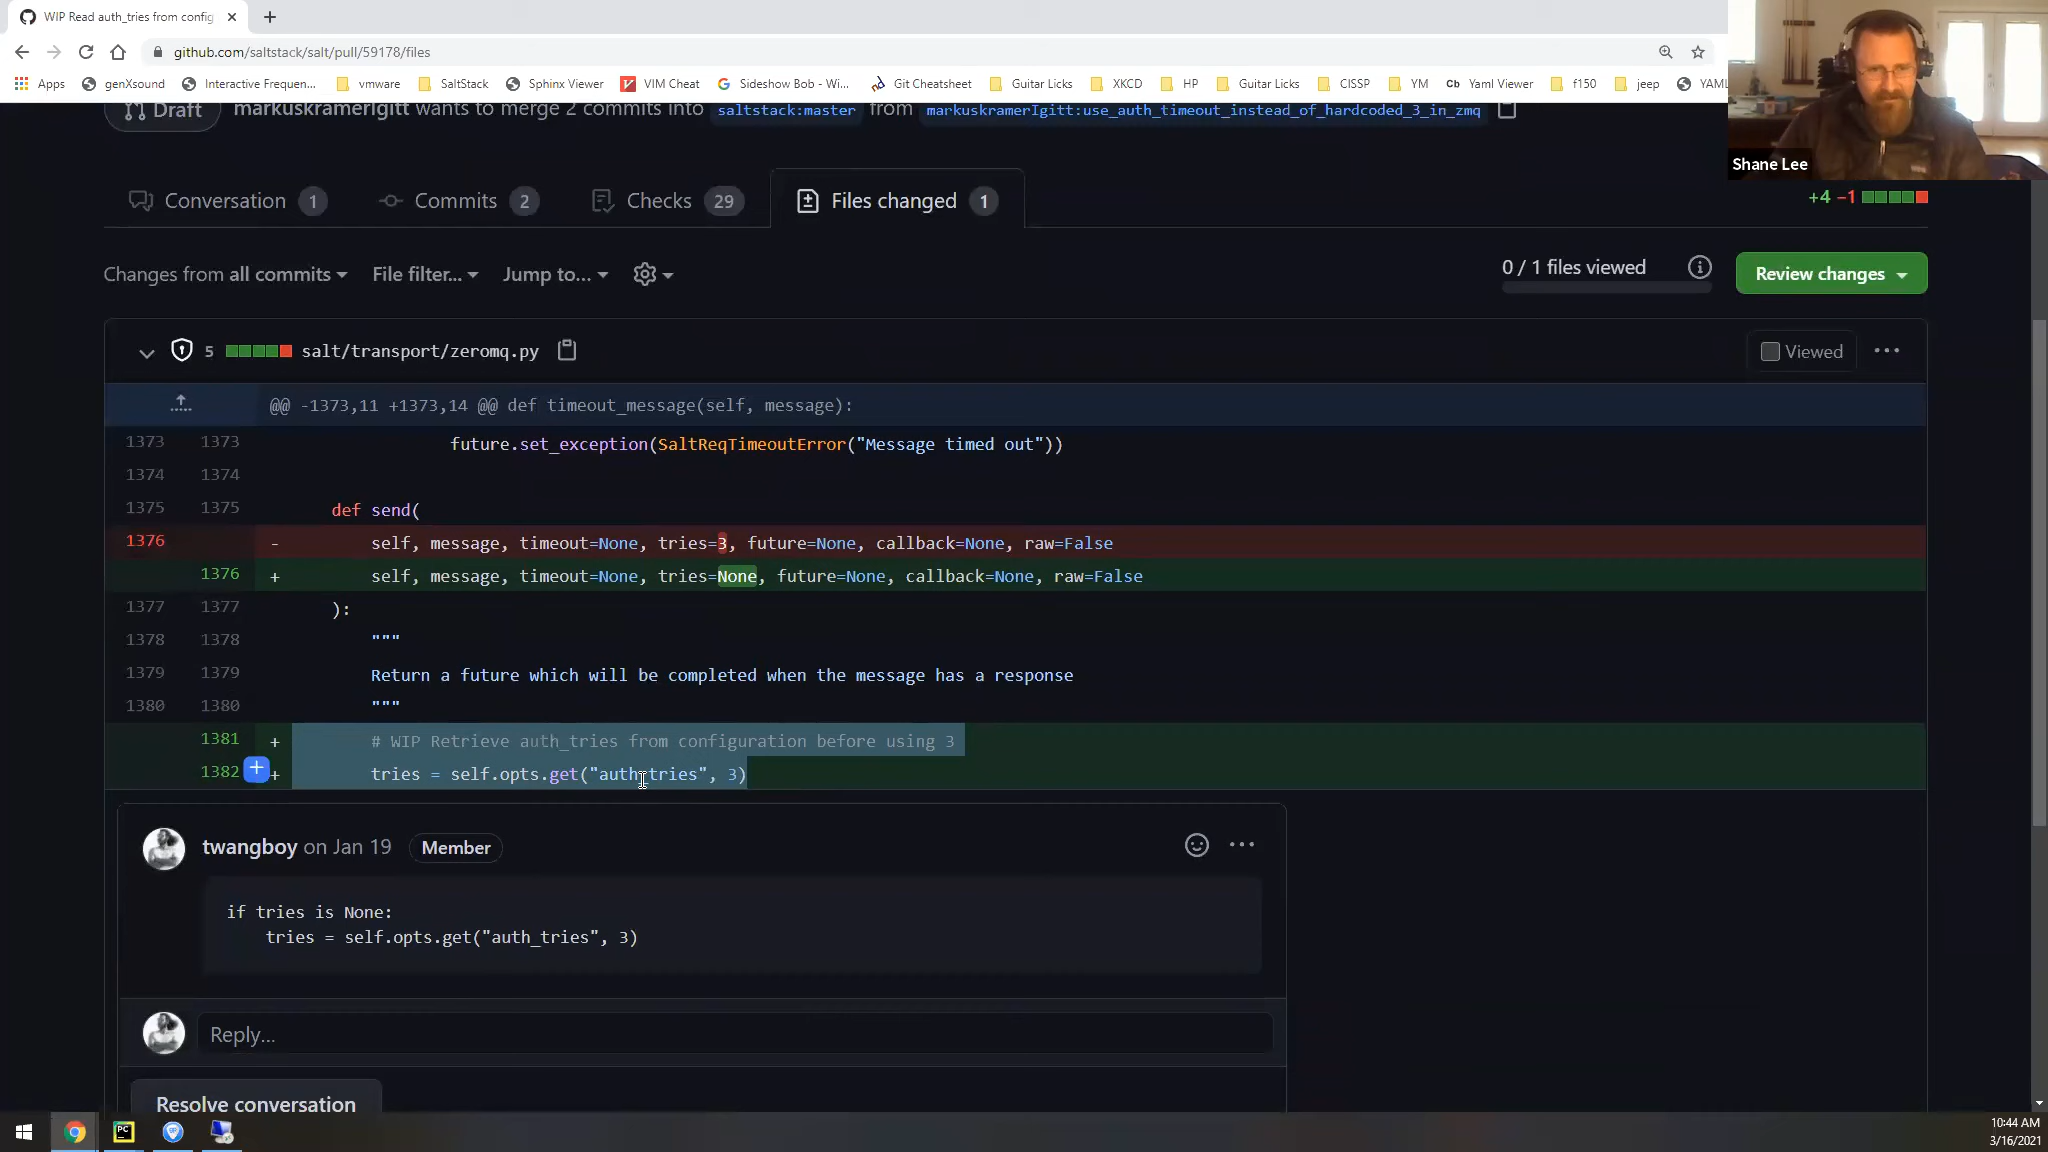 WIP Read auth_tries from config
github.com/saltstack/salt/pull/59178/files
Apps genXsound Interactive Frequen... vmware SaltStack Sphinx Viewer VIM Cheat Sideshow Bob - Wi... Git Cheatsheet Guitar Licks XKCD HP Guitar Licks CISSP YM Cb Yaml Viewer f150 jeep YAML
Shane Lee
Draft markuskramerIgitt wants to merge 2 commits into saltstack:master from markuskramerIgitt:use_auth_timeout_instead_of_hardcoded_3_in_zmq
Conversation 1 Commits 2 Checks 29 Files changed 1
+4 −1
Changes from all commits File filter... Jump to...
0 / 1 files viewed
Review changes
5 salt/transport/zeromq.py
Viewed
@@ -1373,11 +1373,14 @@ def timeout_message(self, message):
1373 1373 future.set_exception(SaltReqTimeoutError("Message timed out"))
1374 1374
1375 1375 def send(
1376 - self, message, timeout=None, tries=3, future=None, callback=None, raw=False
1376 + self, message, timeout=None, tries=None, future=None, callback=None, raw=False
1377 1377 ):
1378 1378 """
1379 1379 Return a future which will be completed when the message has a response
1380 1380 """
1381 + # WIP Retrieve auth_tries from configuration before using 3
1382 + tries = self.opts.get("auth_tries", 3)
twangboy on Jan 19 Member
if tries is None:
tries = self.opts.get("auth_tries", 3)
Reply...
Resolve conversation
10:44 AM
3/16/2021